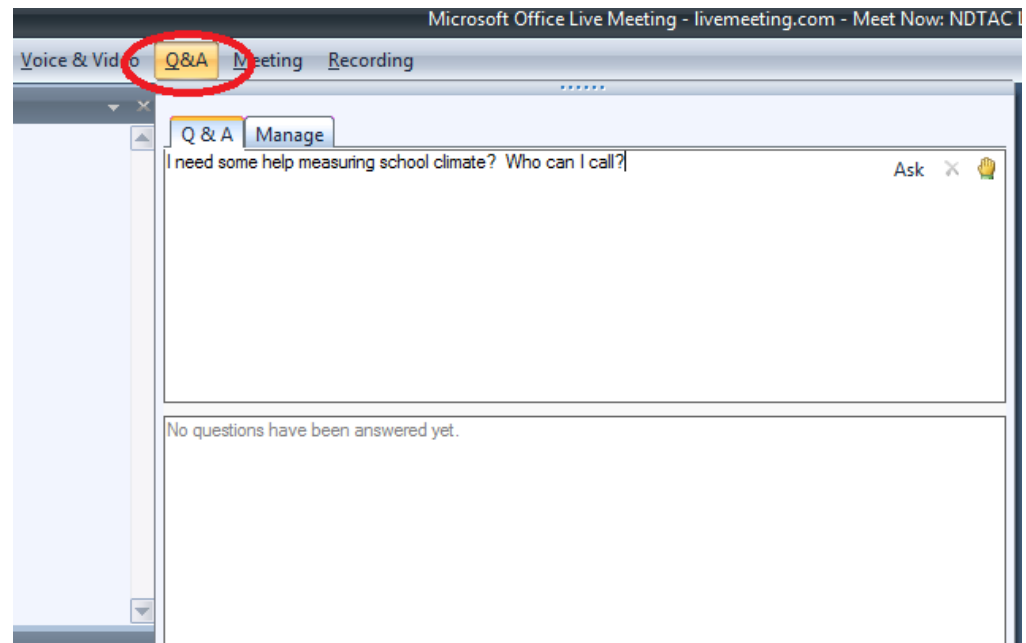 Microsoft Office Live Meeting - livemeeting.com - Meet Now: NDTAC L
Voice & Video Q&A Meeting Recording
Q & A Manage
I need some help measuring school climate? Who can I call?
Ask
No questions have been answered yet.